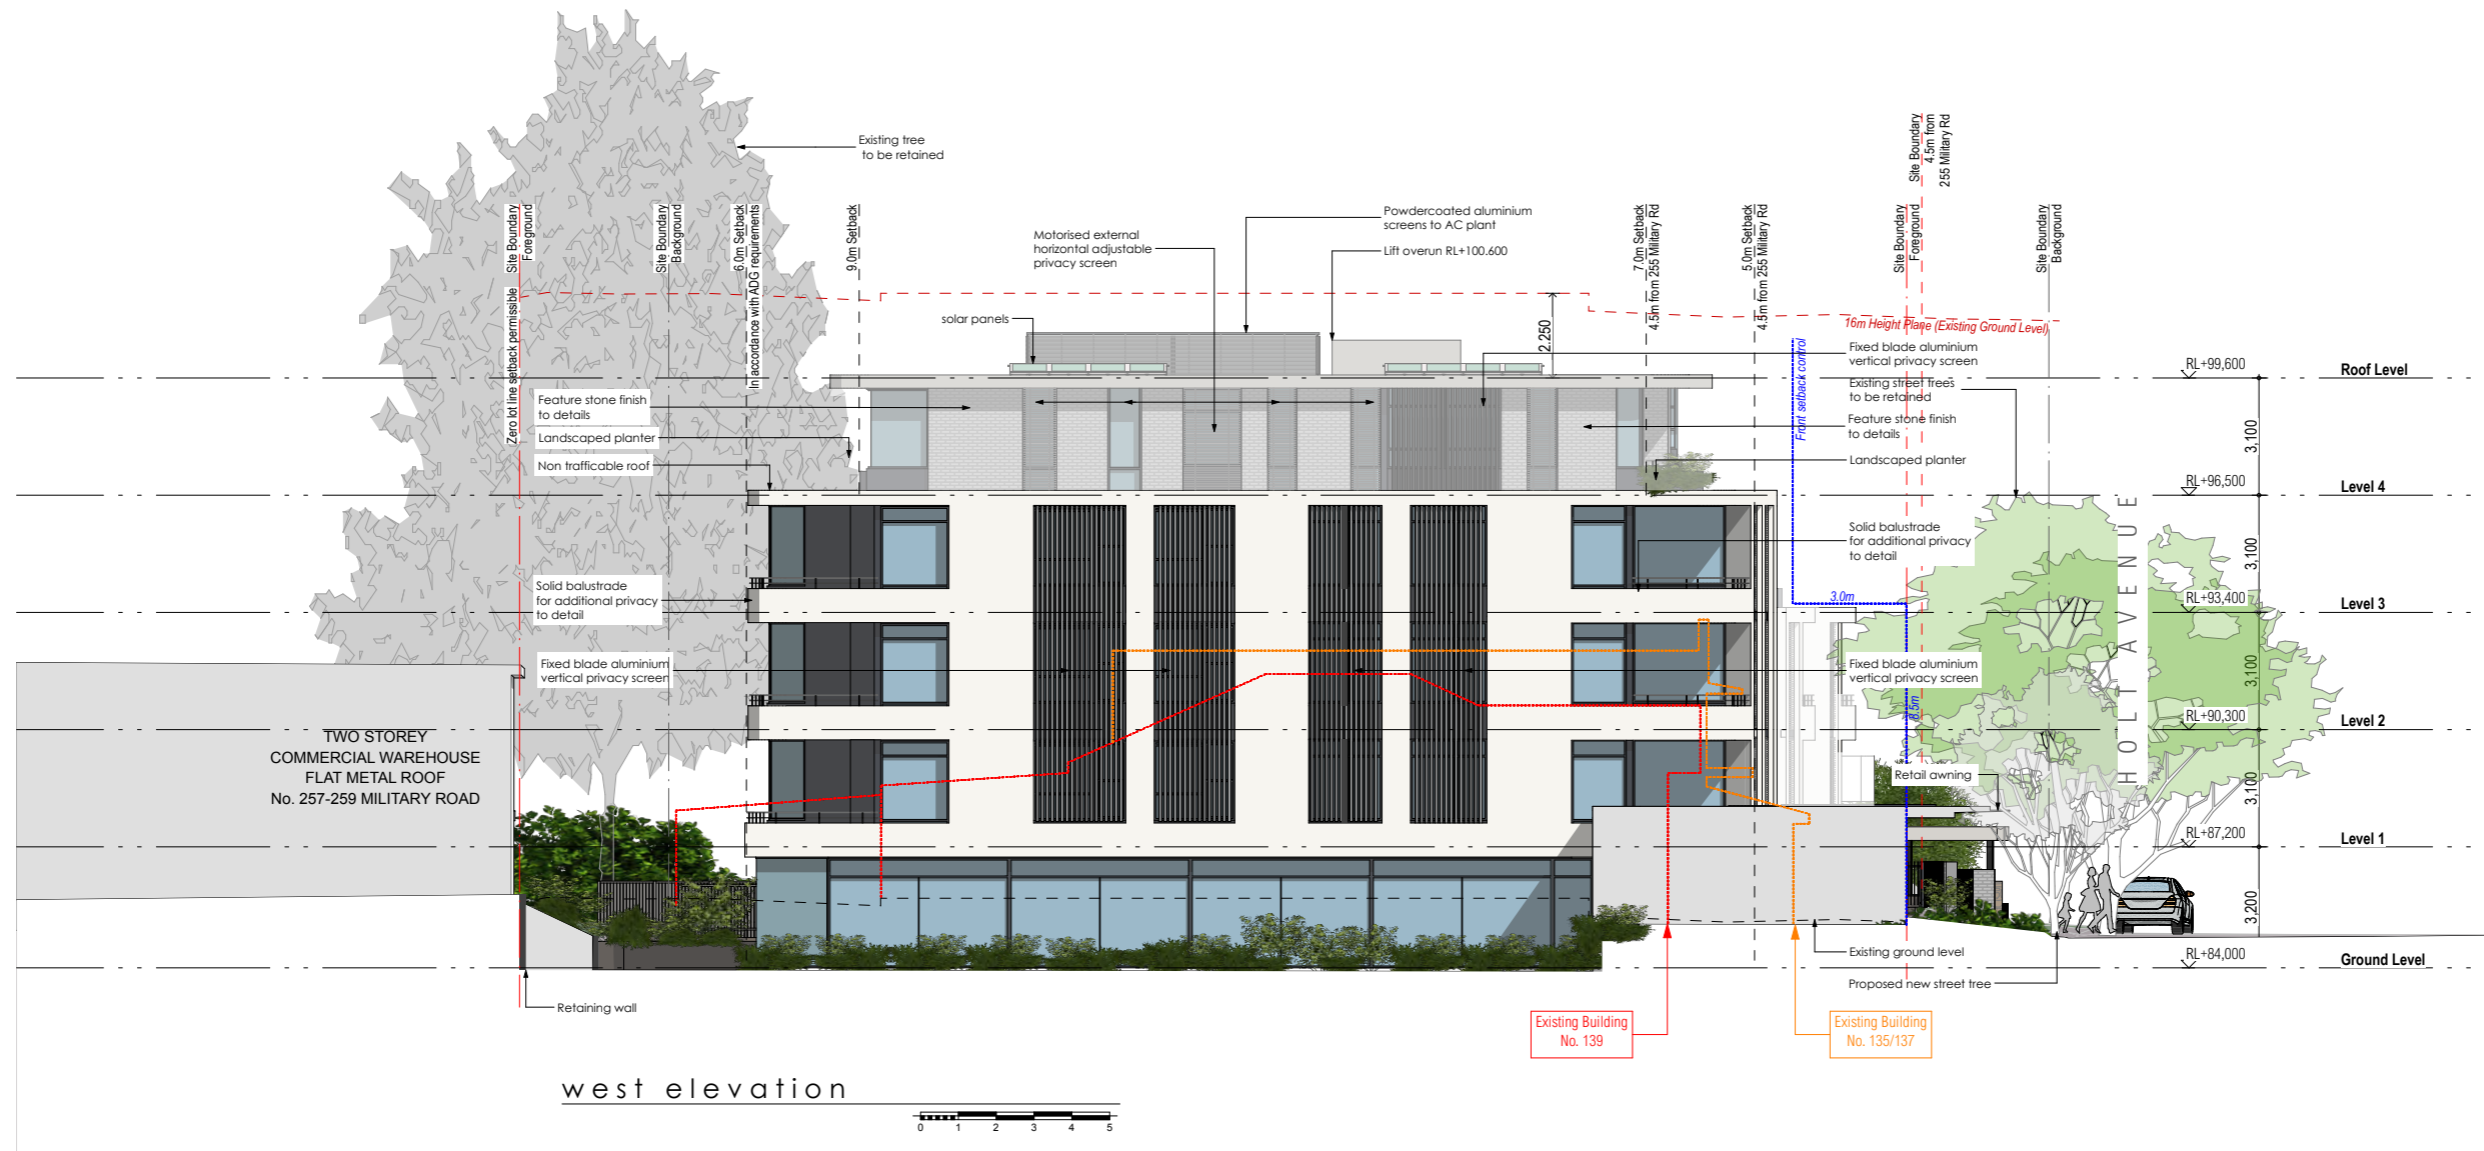 Existing tree
to be retained
Site Boundary
Foreground
Zero lot line setback permissible
Site Boundary
Background
6.0m Setback
In accordance with ADG requirements
9.0m Setback
Motorised external
horizontal adjustable
privacy screen
Powdercoated aluminium
screens to AC plant
Lift overun RL+100.600
solar panels
2.250
7.0m Setback
4.5m from 255 Military Rd
5.0m Setback
4.5m from 255 Military Rd
Site Boundary
Foreground
Site Boundary
4.5m from
255 Military Rd
Site Boundary
Background
16m Height Plane (Existing Ground Level)
Front setback control
Fixed blade aluminium
vertical privacy screen
Existing street trees
to be retained
Feature stone finish
to details
Landscaped planter
Solid balustrade
for additional privacy
to detail
3.0m
Fixed blade aluminium
vertical privacy screen
8.5m
Retail awning
HOLT AVENUE
Existing ground level
Proposed new street tree
Feature stone finish
to details
Landscaped planter
Non trafficable roof
Solid balustrade
for additional privacy
to detail
Fixed blade aluminium
vertical privacy screen
TWO STOREY
COMMERCIAL WAREHOUSE
FLAT METAL ROOF
No. 257-259 MILITARY ROAD
Retaining wall
RL+99,600
Roof Level
3,100
RL+96,500
Level 4
3,100
RL+93,400
Level 3
3,100
RL+90,300
Level 2
3,100
RL+87,200
Level 1
3,200
RL+84,000
Ground Level
Existing Building
No. 139
Existing Building
No. 135/137
west elevation
0 1 2 3 4 5